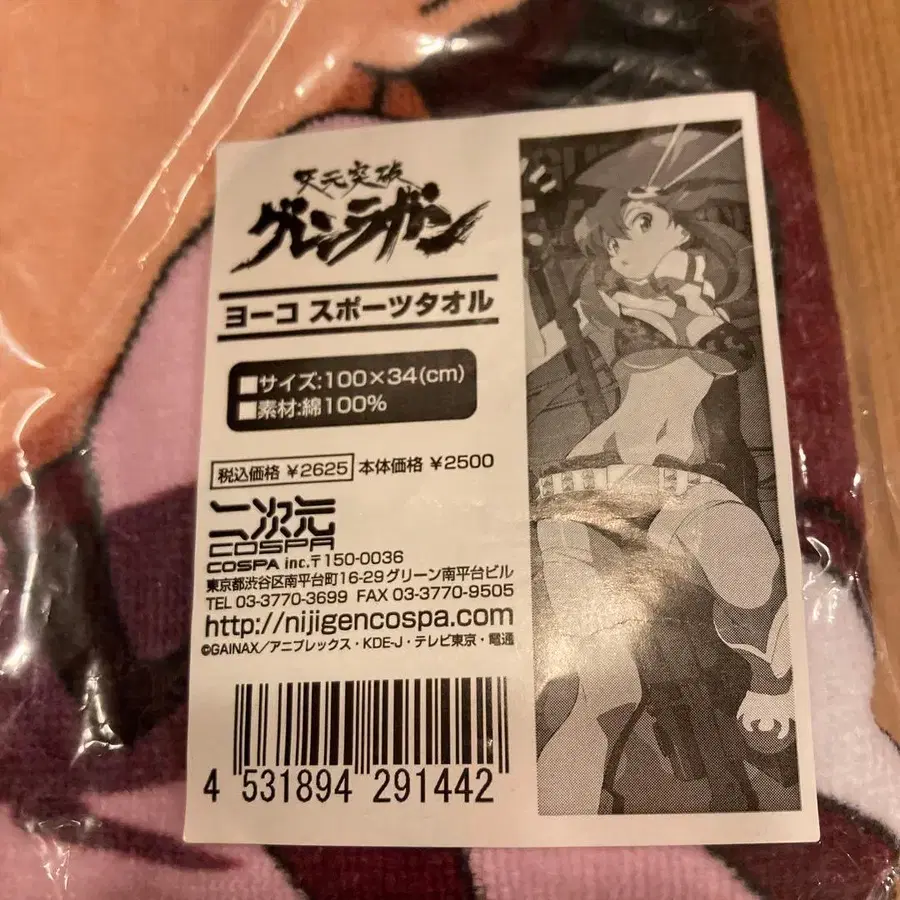 天元突破
グレンラガン
ヨーコ スポーツタオル
■サイズ:100×34(cm)
■素材:綿100%
税込価格 ¥2625 本体価格 ¥2500
二次元
COSPA
COSPA inc.〒150-0036
東京都渋谷区南平台町16-29グリーン南平台ビル
TEL 03-3770-3699 FAX 03-3770-9505
http://nijigencospa.com
©GAINAX／アニプレックス・KDE-J・テレビ東京・電通
4 531894 291442